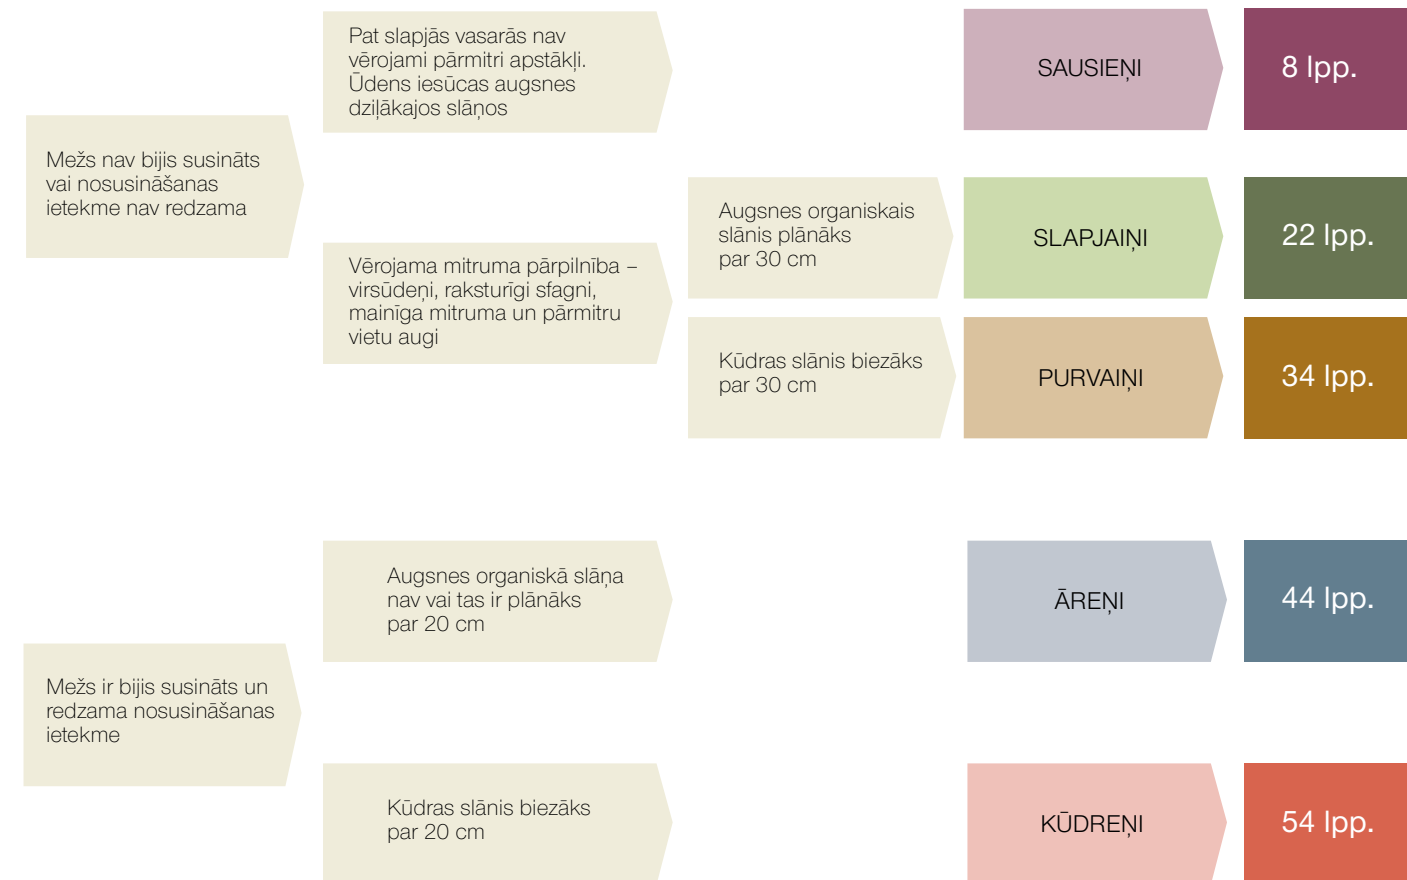 Pat slapjās vasarās nav
vērojami pārmitri apstākļi.
Ūdens iesūcas augsnes
dziļākajos slāņos
SAUSIEŅI
8 lpp.
Mežs nav bijis susināts
vai nosusināšanas
ietekme nav redzama
Vērojama mitruma pārpilnība –
virsūdeņi, raksturīgi sfagni,
mainīga mitruma un pārmitru
vietu augi
Augsnes organiskais
slānis plānāks
par 30 cm
SLAPJAIŅI
22 lpp.
Kūdras slānis biezāks
par 30 cm
PURVAIŅI
34 lpp.
Mežs ir bijis susināts un
redzama nosusināšanas
ietekme
Augsnes organiskā slāņa
nav vai tas ir plānāks
par 20 cm
ĀREŅI
44 lpp.
Kūdras slānis biezāks
par 20 cm
KŪDREŅI
54 lpp.